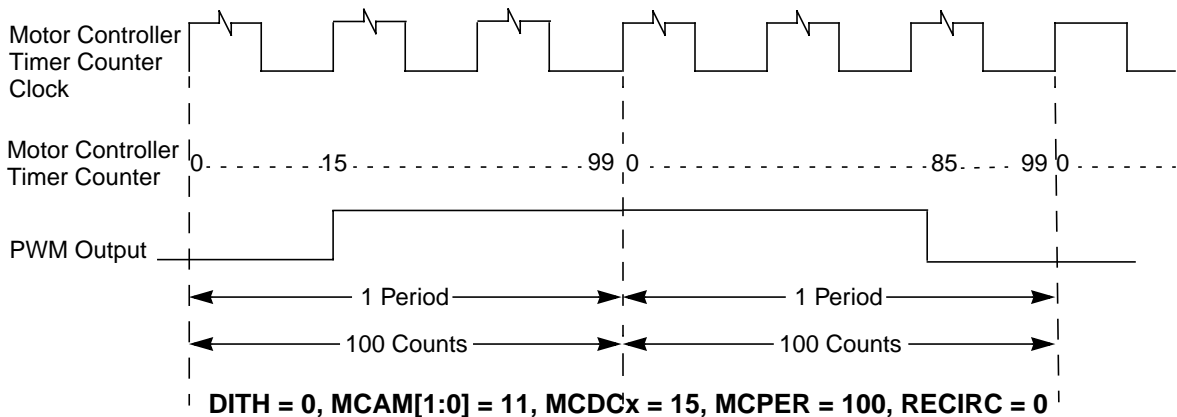 Motor Controller
Timer Counter
Clock
Motor Controller
Timer Counter
0 15 99 0 85 99 0
PWM Output
1 Period 1 Period
100 Counts 100 Counts
DITH = 0, MCAM[1:0] = 11, MCDCx = 15, MCPER = 100, RECIRC = 0